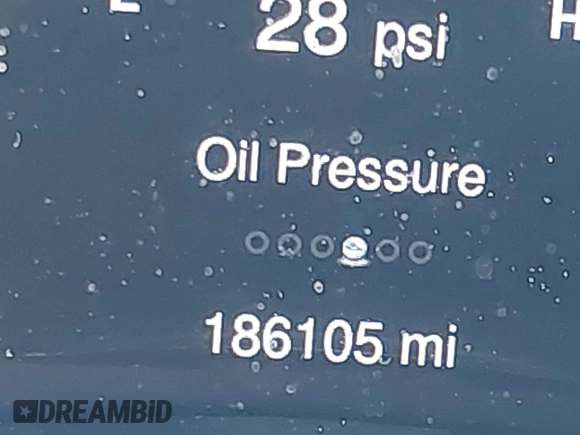 28 psi
H
Oil Pressure
186105 mi
DREAMBID